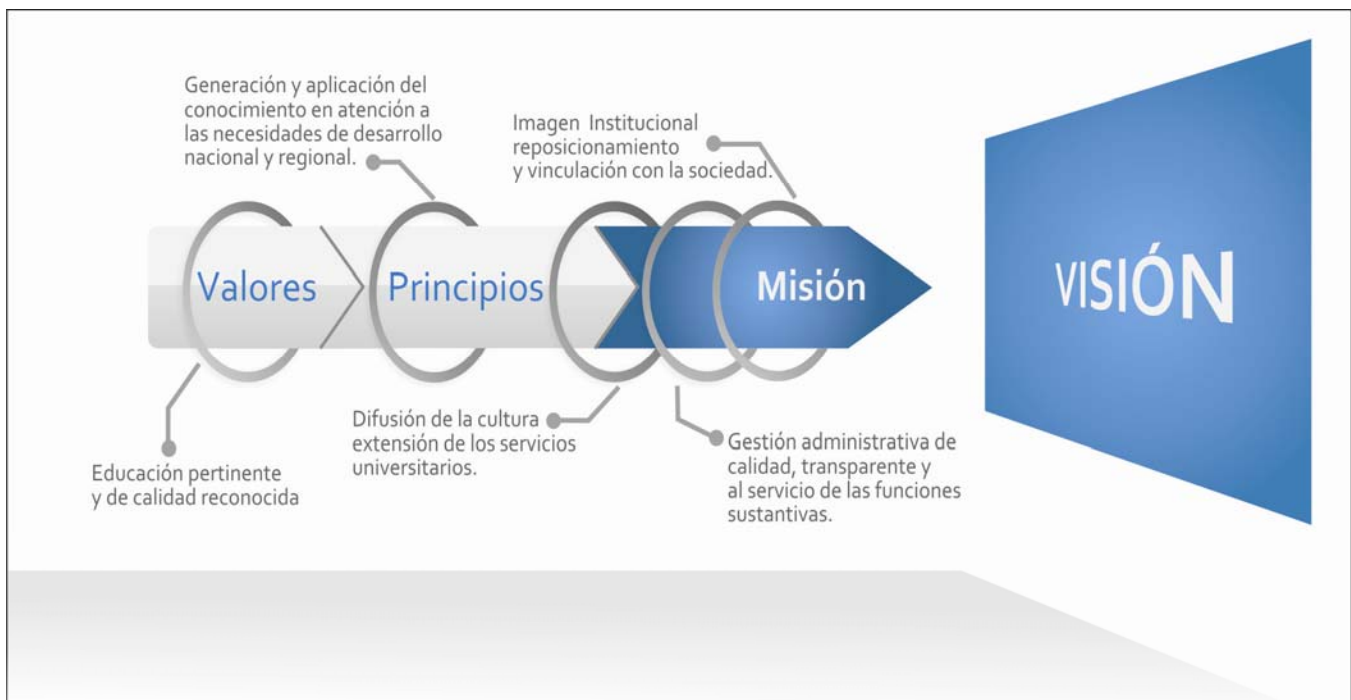 Generación y aplicación del
conocimiento en atención a
las necesidades de desarrollo
nacional y regional.
Imagen Institucional
reposicionamiento
y vinculación con la sociedad.
Valores
Principios
Misión
VISIÓN
Educación pertinente
y de calidad reconocida
Difusión de la cultura
extensión de los servicios
universitarios.
Gestión administrativa de
calidad, transparente y
al servicio de las funciones
sustantivas.